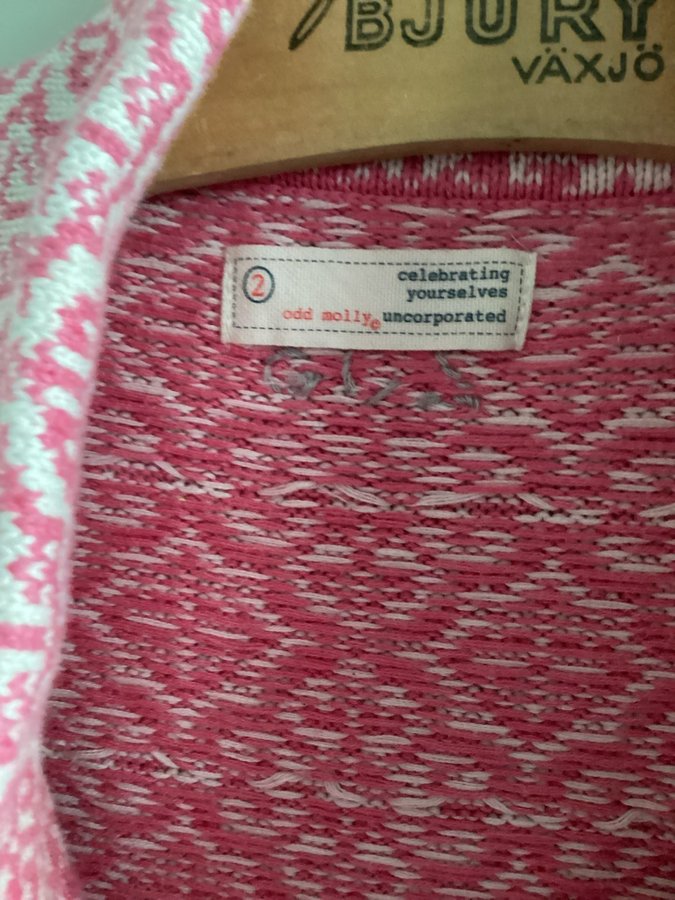 BJURY
VÄXJÖ
2
celebrating
yourselves
odd molly© uncorporated